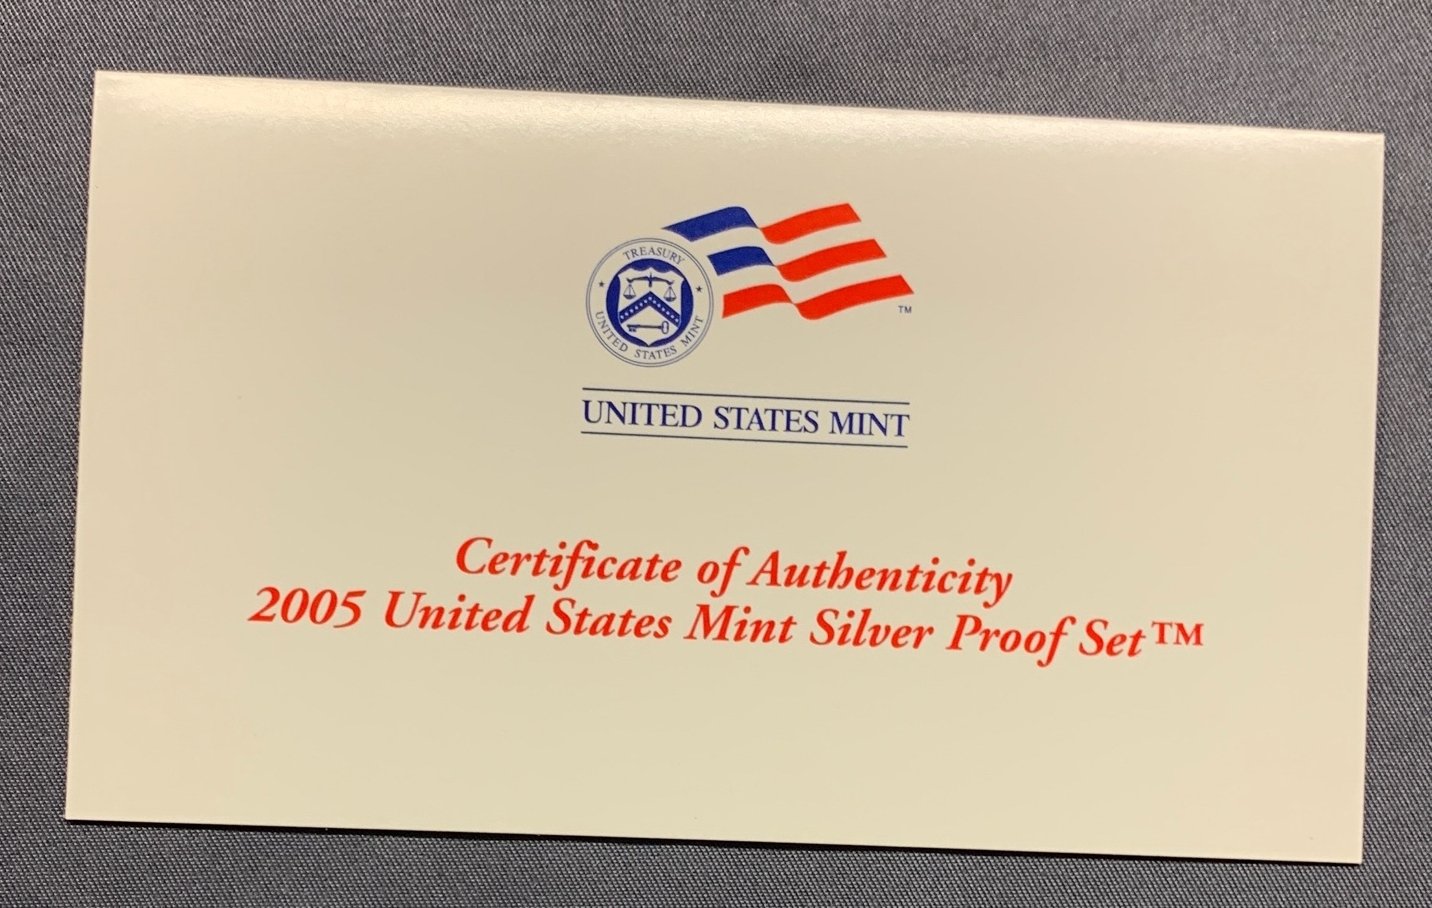 TREASURY
UNITED STATES MINT
TM
UNITED STATES MINT
Certificate of Authenticity
2005 United States Mint Silver Proof Set™